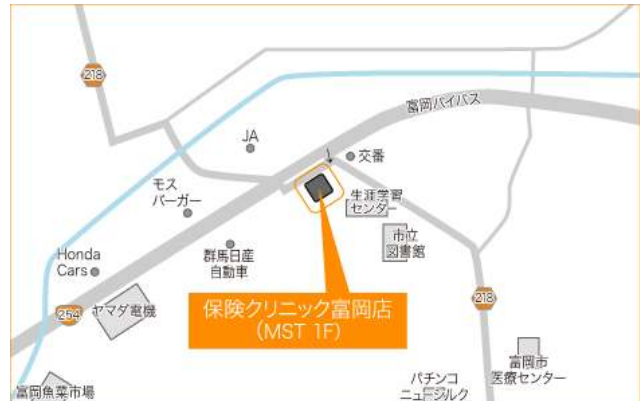 218
富岡バイパス
JA
交番
モス
バーガー
生涯学習
センター
市立
図書館
群馬日産
自動車
Honda
Cars
254
ヤマダ電機
保険クリニック富岡店
(MST 1F)
218
富岡市
医療センター
パチンコ
ニュージルク
富岡魚菜市場